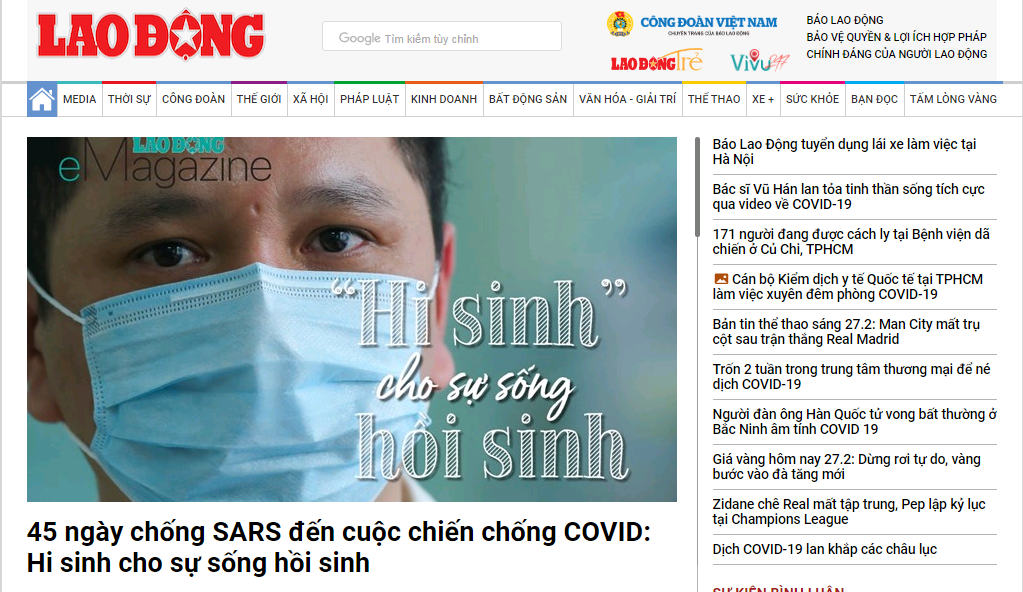 LAO ĐỘNG
Google Tìm kiếm tùy chỉnh
CÔNG ĐOÀN VIỆT NAM
CHUYÊN TRANG CỦA BÁO LAO ĐỘNG
LAO ĐỘNG TRẺ
Vivu 247
BÁO LAO ĐỘNG
BẢO VỆ QUYỀN & LỢI ÍCH HỢP PHÁP
CHÍNH ĐÁNG CỦA NGƯỜI LAO ĐỘNG
MEDIA THỜI SỰ CÔNG ĐOÀN THẾ GIỚI XÃ HỘI PHÁP LUẬT KINH DOANH BẤT ĐỘNG SẢN VĂN HÓA - GIẢI TRÍ THỂ THAO XE + SỨC KHỎE BẠN ĐỌC TẤM LÒNG VÀNG
LAO ĐỘNG
eMagazine
“Hi sinh”
cho sự sống
hồi sinh
45 ngày chống SARS đến cuộc chiến chống COVID:
Hi sinh cho sự sống hồi sinh
Báo Lao Động tuyển dụng lái xe làm việc tại
Hà Nội
Bác sĩ Vũ Hán lan tỏa tinh thần sống tích cực
qua video về COVID-19
171 người đang được cách ly tại Bệnh viện dã
chiến ở Củ Chi, TPHCM
Cán bộ Kiểm dịch y tế Quốc tế tại TPHCM
làm việc xuyên đêm phòng COVID-19
Bản tin thể thao sáng 27.2: Man City mất trụ
cột sau trận thắng Real Madrid
Trốn 2 tuần trong trung tâm thương mại để né
dịch COVID-19
Người đàn ông Hàn Quốc tử vong bất thường ở
Bắc Ninh âm tính COVID 19
Giá vàng hôm nay 27.2: Dừng rơi tự do, vàng
bước vào đà tăng mới
Zidane chê Real mất tập trung, Pep lập kỷ lục
tại Champions League
Dịch COVID-19 lan khắp các châu lục
SỰ KIỆN BÌNH LUẬN